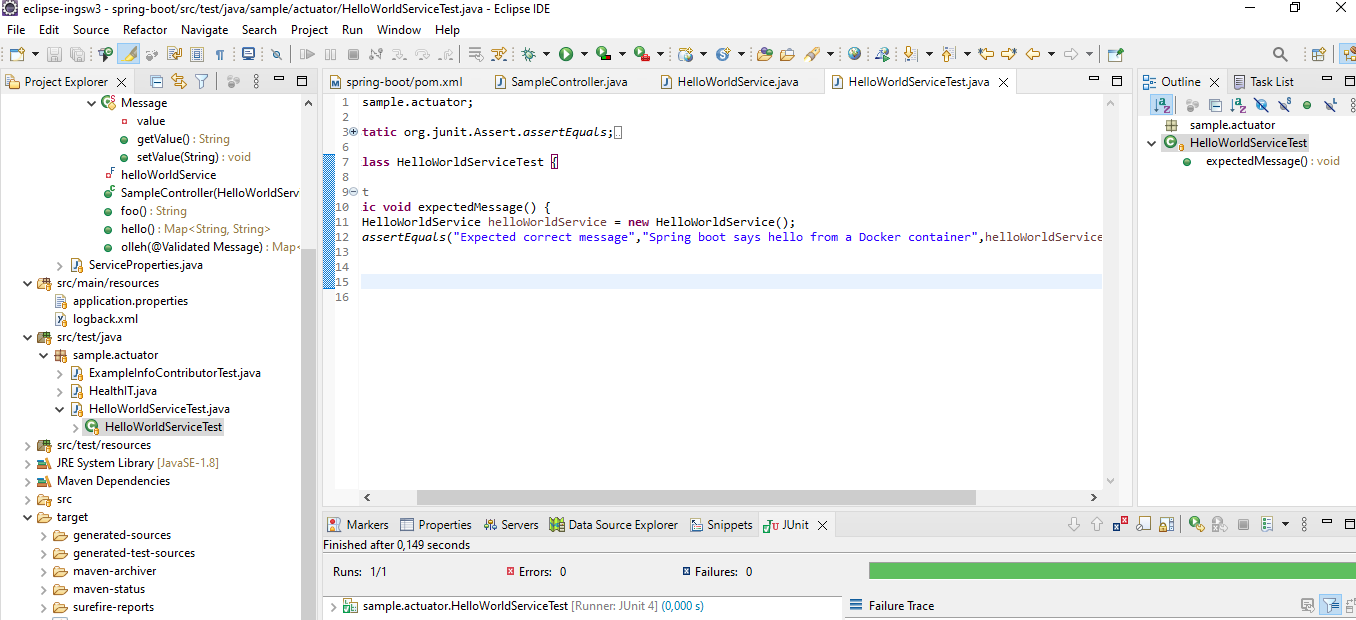 eclipse-ingsw3 - spring-boot/src/test/java/sample/actuator/HelloWorldServiceTest.java - Eclipse IDE
File Edit Source Refactor Navigate Search Project Run Window Help
Project Explorer
Message
value
getValue() : String
setValue(String) : void
helloWorldService
SampleController(HelloWorldServ
foo() : String
hello() : Map<String, String>
olleh(@Validated Message) : Map<
ServiceProperties.java
src/main/resources
application.properties
logback.xml
src/test/java
sample.actuator
ExampleInfoContributorTest.java
HealthIT.java
HelloWorldServiceTest.java
HelloWorldServiceTest
src/test/resources
JRE System Library [JavaSE-1.8]
Maven Dependencies
src
target
generated-sources
generated-test-sources
maven-archiver
maven-status
surefire-reports
spring-boot/pom.xml SampleController.java HelloWorldService.java HelloWorldServiceTest.java
1 sample.actuator;
2
3 tatic org.junit.Assert.assertEquals;
6
7 lass HelloWorldServiceTest {
8
9 t
10 ic void expectedMessage() {
11 HelloWorldService helloWorldService = new HelloWorldService();
12 assertEquals("Expected correct message","Spring boot says hello from a Docker container",helloWorldService
13
14
15
16
Outline Task List
sample.actuator
HelloWorldServiceTest
expectedMessage() : void
Markers Properties Servers Data Source Explorer Snippets JUnit
Finished after 0,149 seconds
Runs: 1/1 Errors: 0 Failures: 0
sample.actuator.HelloWorldServiceTest [Runner: JUnit 4] (0,000 s)
Failure Trace